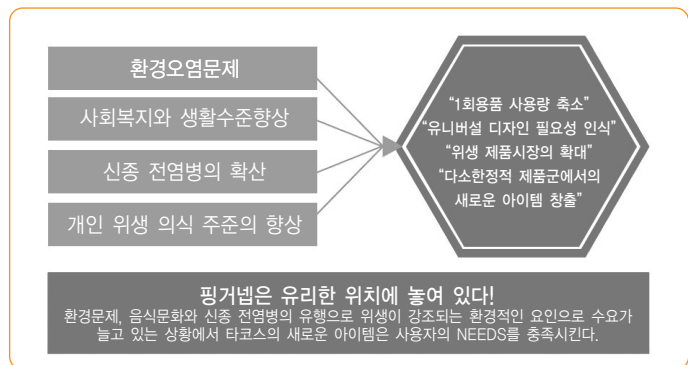 환경오염문제
사회복지와 생활수준향상
신종 전염병의 확산
개인 위생 의식 주준의 향상
“1회용품 사용량 축소”
“유니버설 디자인 필요성 인식”
“위생 제품시장의 확대”
“다소한정적 제품군에서의
새로운 아이템 창출”
핑거넵은 유리한 위치에 놓여 있다!
환경문제, 음식문화와 신종 전염병의 유행으로 위생이 강조되는 환경적인 요인으로 수요가
늘고 있는 상황에서 타코스의 새로운 아이템은 사용자의 NEEDS를 충족시킨다.